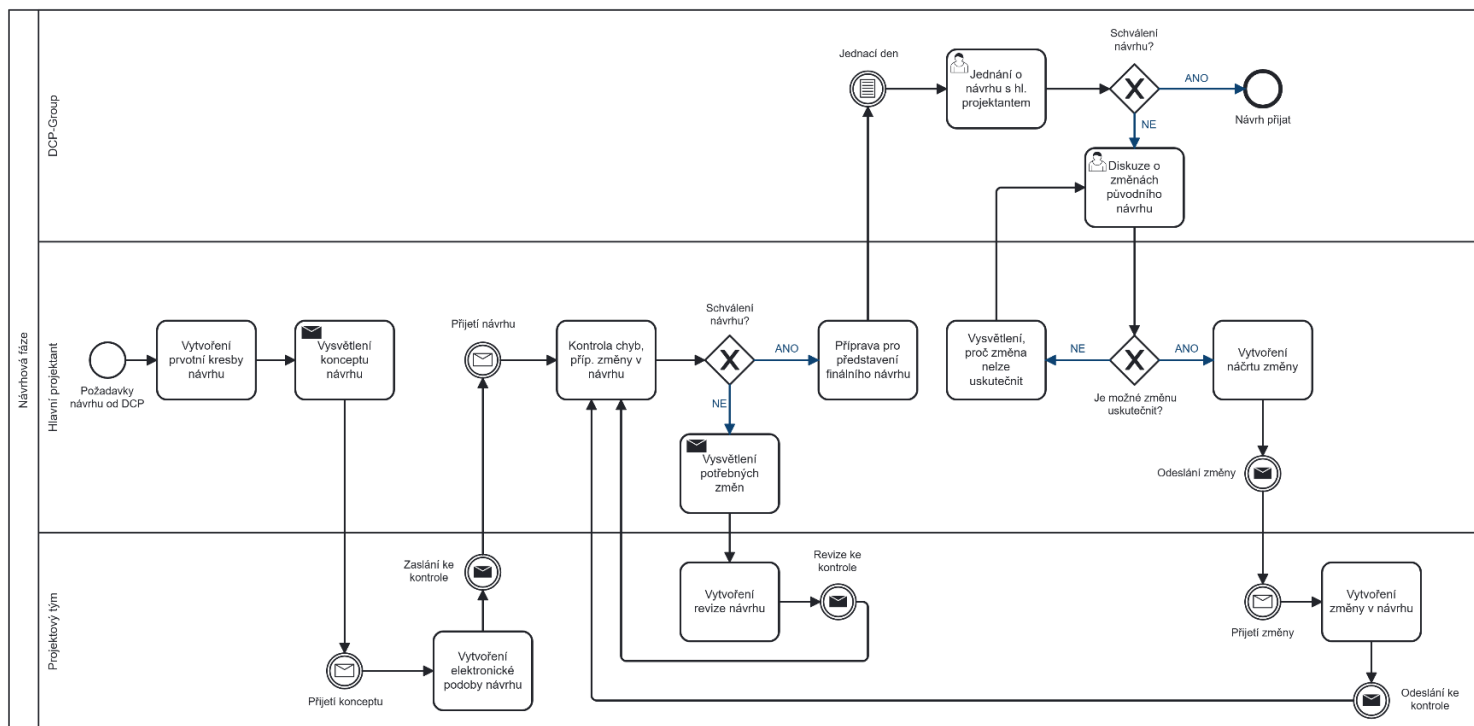 Návrhová fáze
DCP-Group
Jednací den
Jednání o
návrhu s hl.
projektantem
Schválení
návrhu?
ANO
Návrh přijat
NE
Diskuze o
změnách
původního
návrhu
Hlavní projektant
Požadavky
návrhu od DCP
Vytvoření
prvotní kresby
návrhu
Vysvětlení
konceptu
návrhu
Přijetí návrhu
Kontrola chyb,
příp. změny v
návrhu
Schválení
návrhu?
ANO
NE
Příprava pro
představení
finálního návrhu
Vysvětlení
potřebných
změn
Vysvětlení,
proč změna
nelze
uskutečnit
NE
ANO
Je možné změnu
uskutečnit?
Vytvoření
náčrtu změny
Odeslání změny
Projektový tým
Přijetí konceptu
Vytvoření
elektronické
podoby návrhu
Zaslání ke
kontrole
Vytvoření
revize návrhu
Revize ke
kontrole
Přijetí změny
Vytvoření
změny v návrhu
Odeslání ke
kontrole